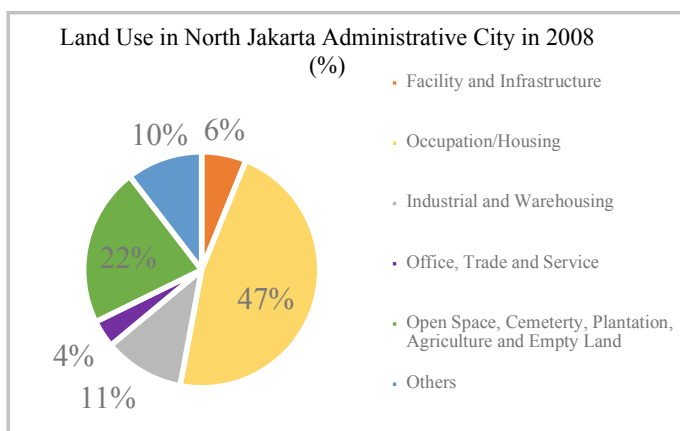 Land Use in North Jakarta Administrative City in 2008
(%)
Facility and Infrastructure
Occupation/Housing
Industrial and Warehousing
Office, Trade and Service
Open Space, Cemeterty, Plantation,
Agriculture and Empty Land
Others
6%
47%
11%
4%
22%
10%